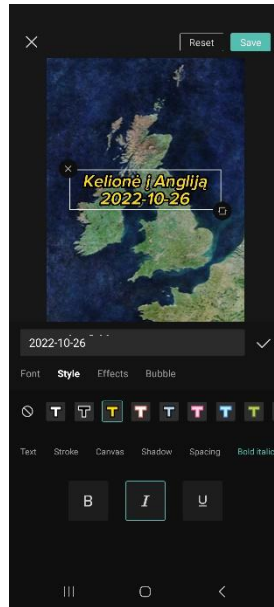 Reset Save
Kelionė į Angliją
2022-10-26
2022-10-26
Font Style Effects Bubble
T T T T T T T T
Text Stroke Canvas Shadow Spacing Bold italic
B I U